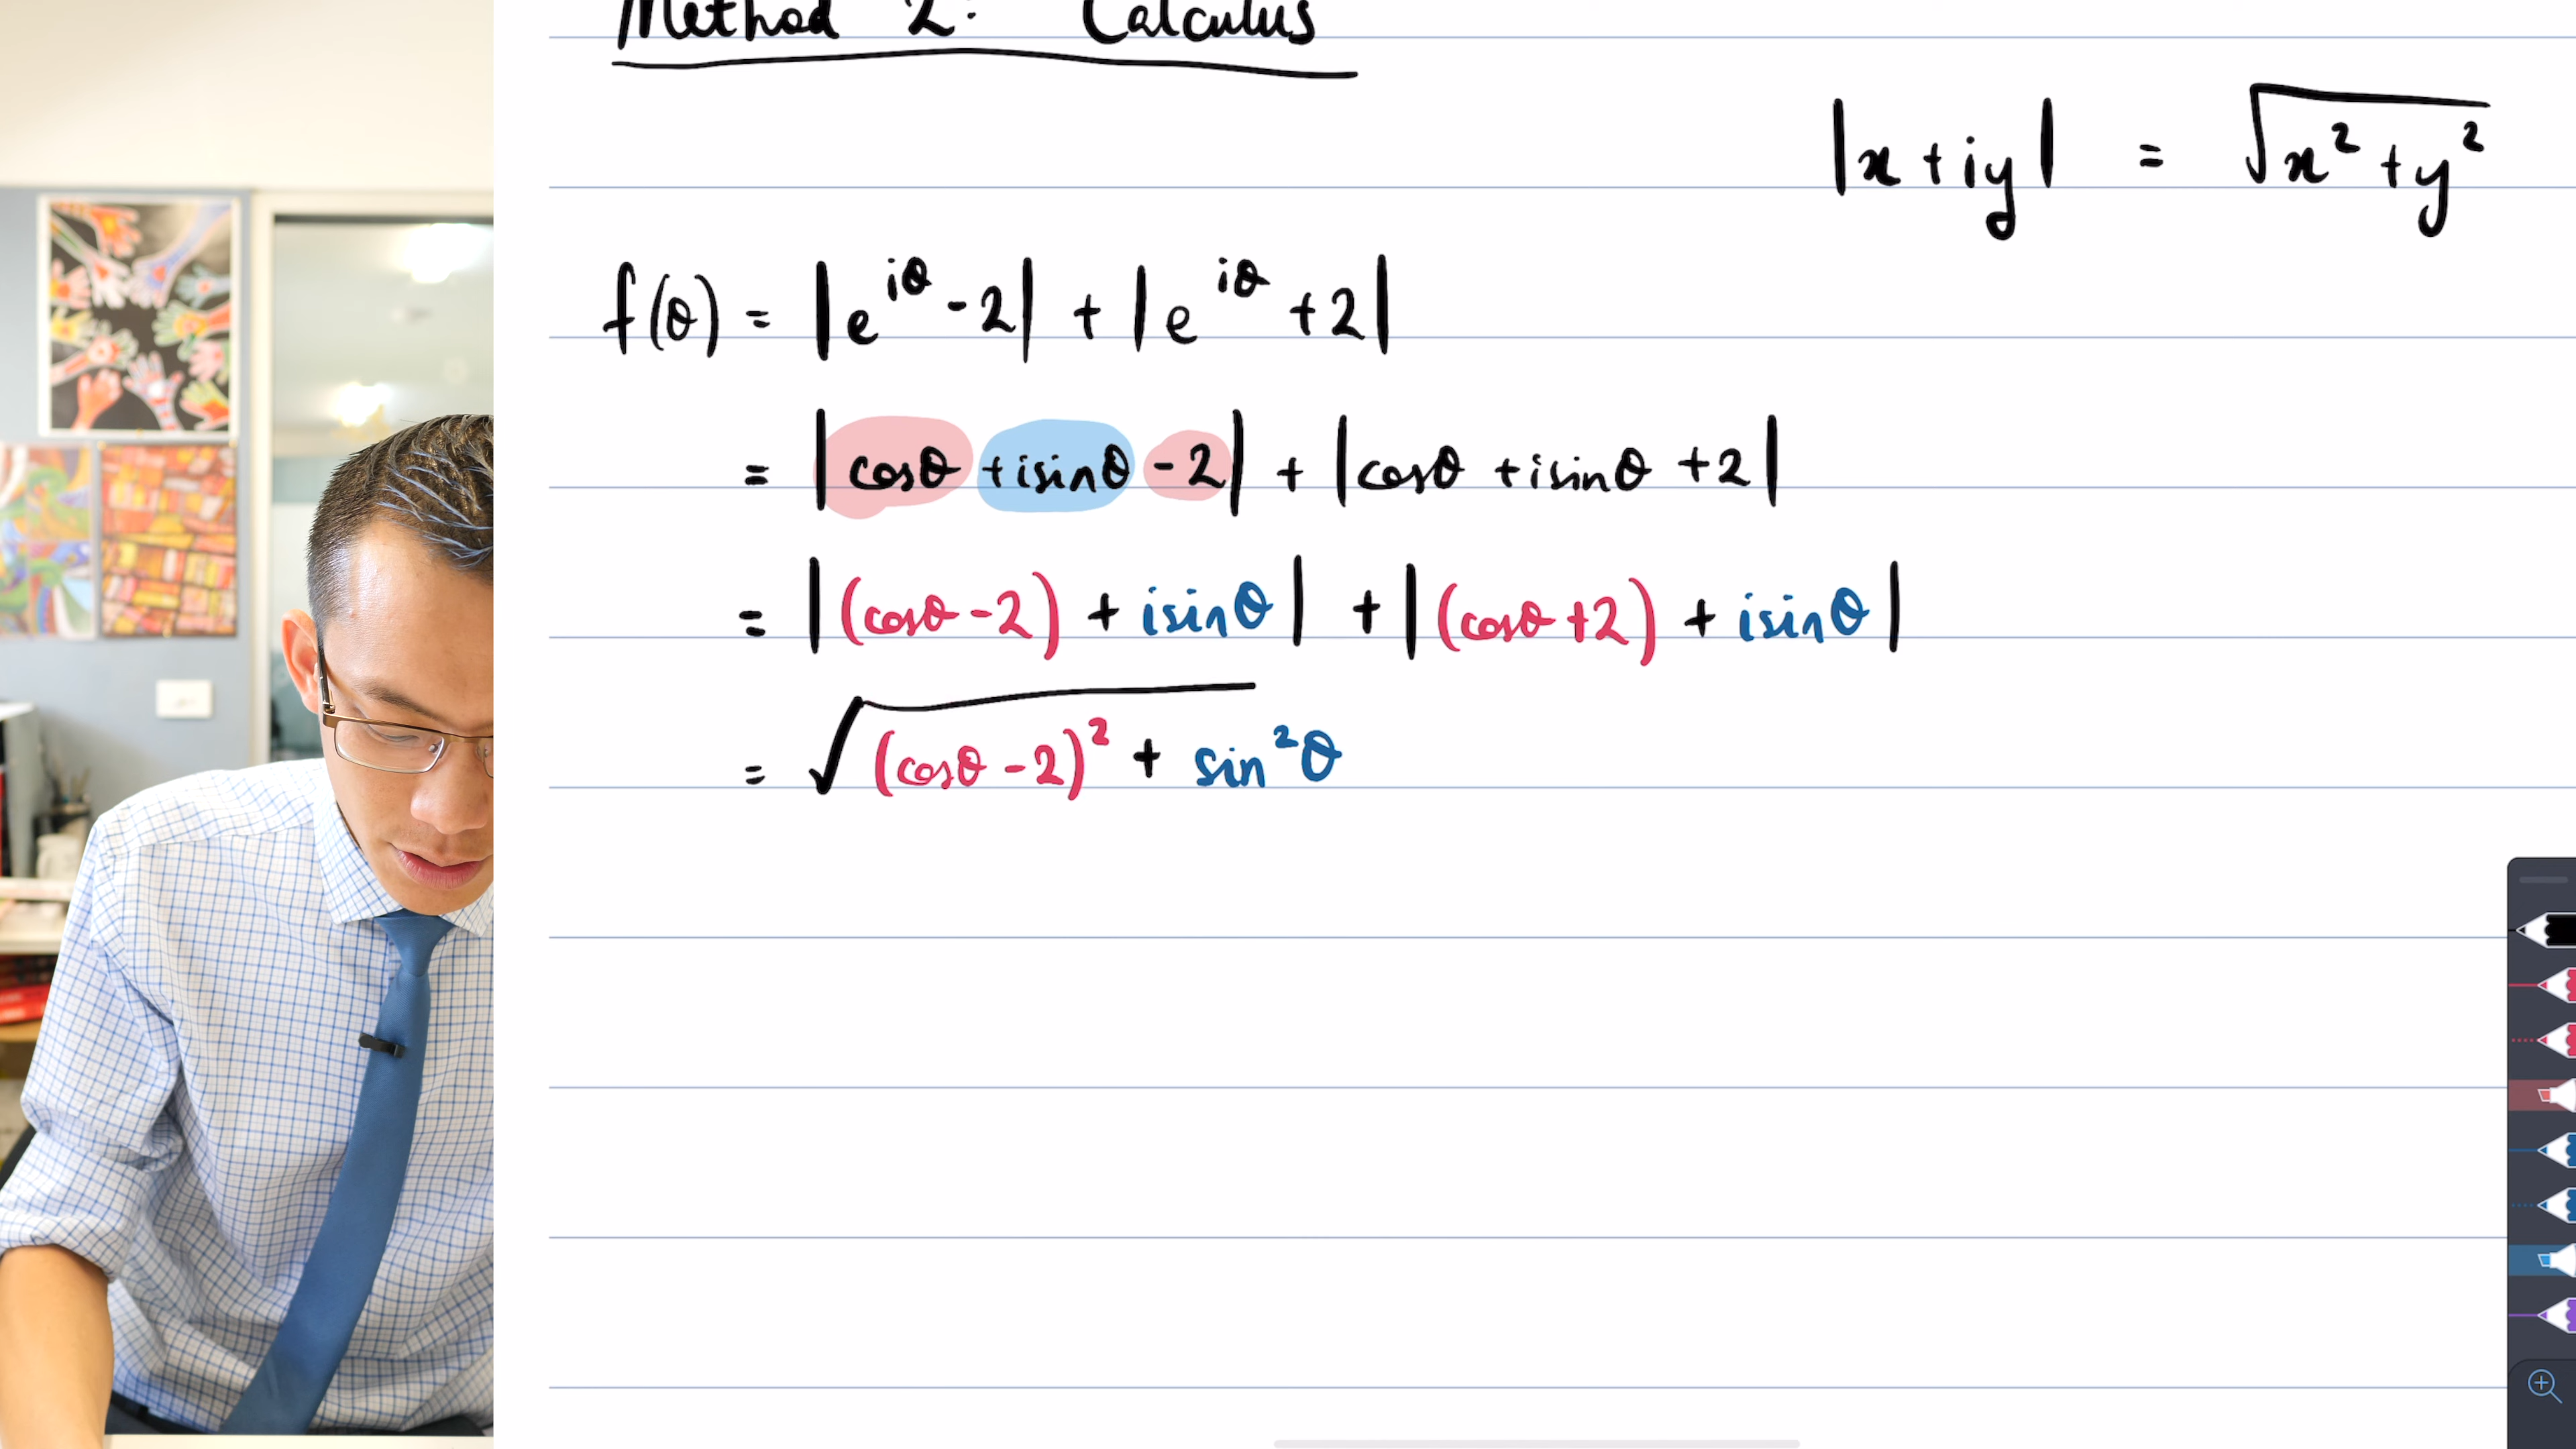 Method 2: Calculus
|x + iy| = √x² + y²
f(θ) = |e^iθ - 2| + |e^iθ + 2|
= |cosθ + isinθ - 2| + |cosθ + isinθ + 2|
= |(cosθ - 2) + isinθ| + |(cosθ + 2) + isinθ|
= √(cosθ - 2)² + sin²θ